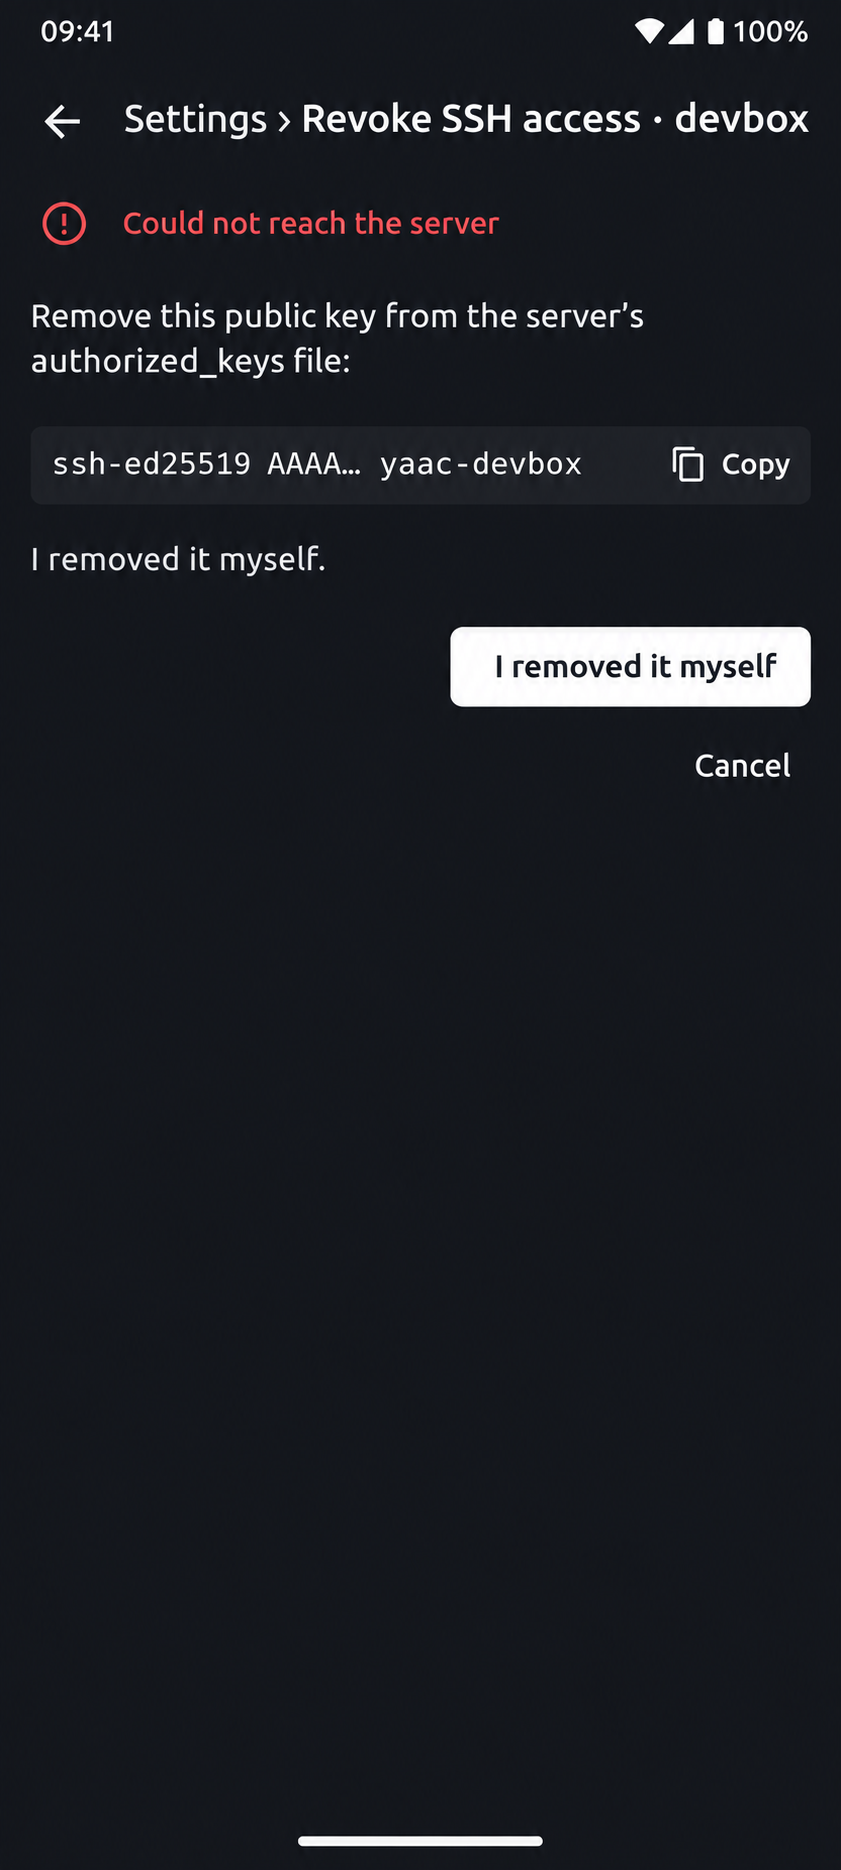 09:41 100%
Settings › Revoke SSH access · devbox
Could not reach the server
Remove this public key from the server’s
authorized_keys file:
ssh-ed25519 AAAA… yaac-devbox Copy
I removed it myself.
I removed it myself
Cancel